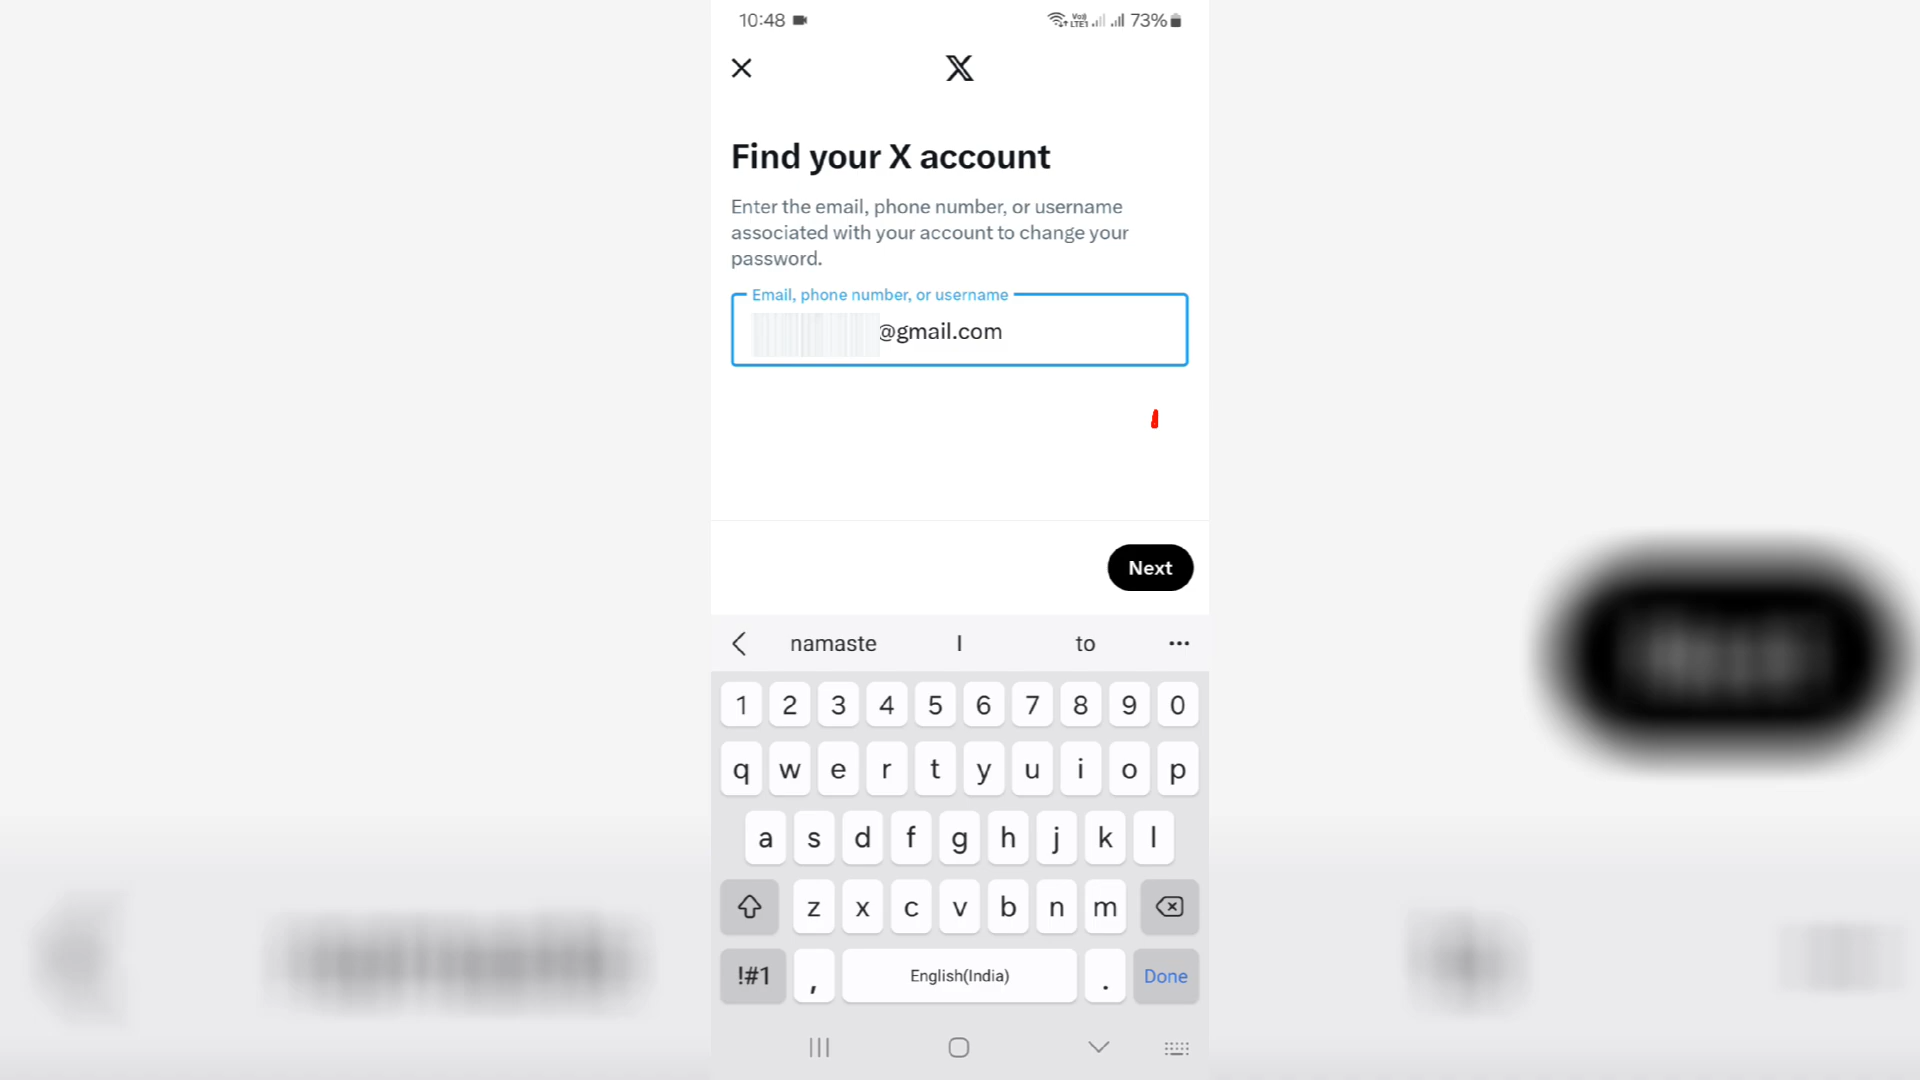 10:48 73%
X
Find your X account
Enter the email, phone number, or username
associated with your account to change your
password.
Email, phone number, or username
@gmail.com
Next
namaste I to ...
1 2 3 4 5 6 7 8 9 0
q w e r t y u i o p
a s d f g h j k l
z x c v b n m
!#1 , English(India) . Done